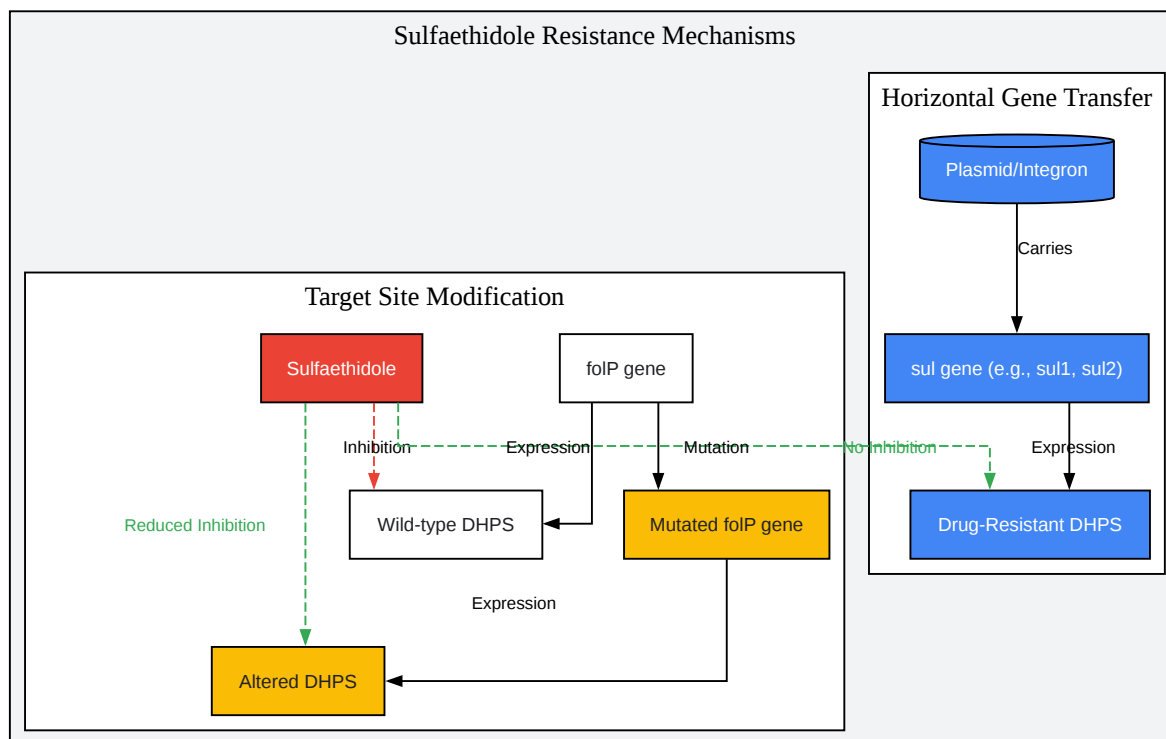 Sulfaethidole Resistance Mechanisms
Horizontal Gene Transfer
Plasmid/Integron
Carries
Target Site Modification
Sulfaethidole
folP gene
sul gene (e.g., sul1, sul2)
Inhibition
Expression
Mutation
No Inhibition
Expression
Reduced Inhibition
Wild-type DHPS
Mutated folP gene
Drug-Resistant DHPS
Expression
Altered DHPS